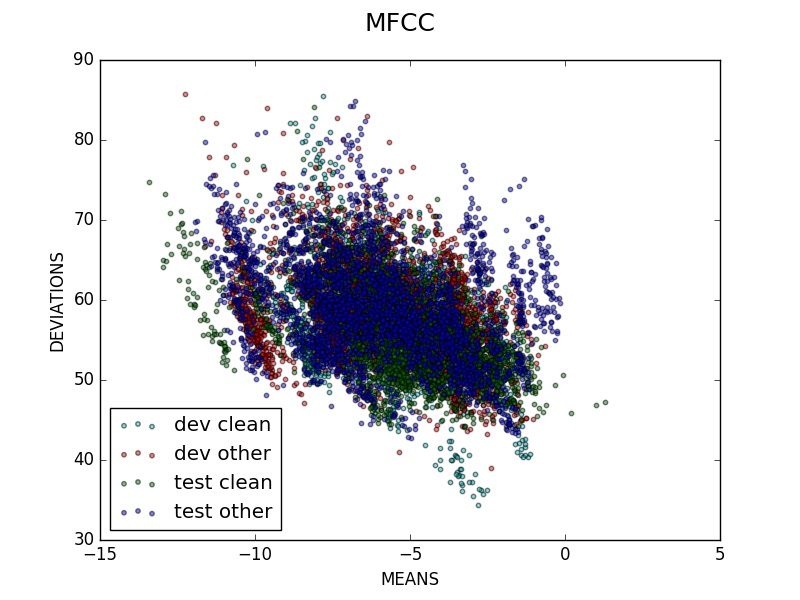 MFCC
90
80
70
60
50
40
30
DEVIATIONS
dev clean
dev other
test clean
test other
−15
−10
−5
0
5
MEANS